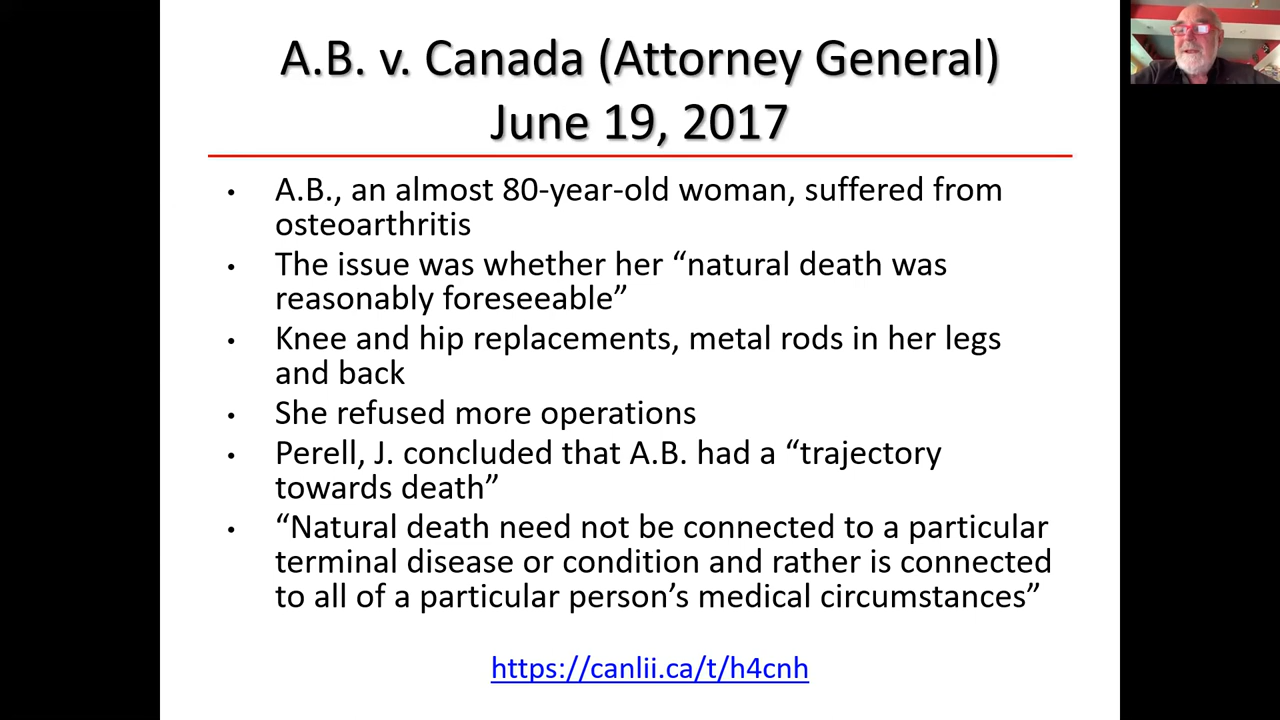 A.B. v. Canada (Attorney General)
June 19, 2017
• A.B., an almost 80-year-old woman, suffered from
osteoarthritis
• The issue was whether her “natural death was
reasonably foreseeable”
• Knee and hip replacements, metal rods in her legs
and back
• She refused more operations
• Perell, J. concluded that A.B. had a “trajectory
towards death”
• “Natural death need not be connected to a particular
terminal disease or condition and rather is connected
to all of a particular person’s medical circumstances”
https://canlii.ca/t/h4cnh